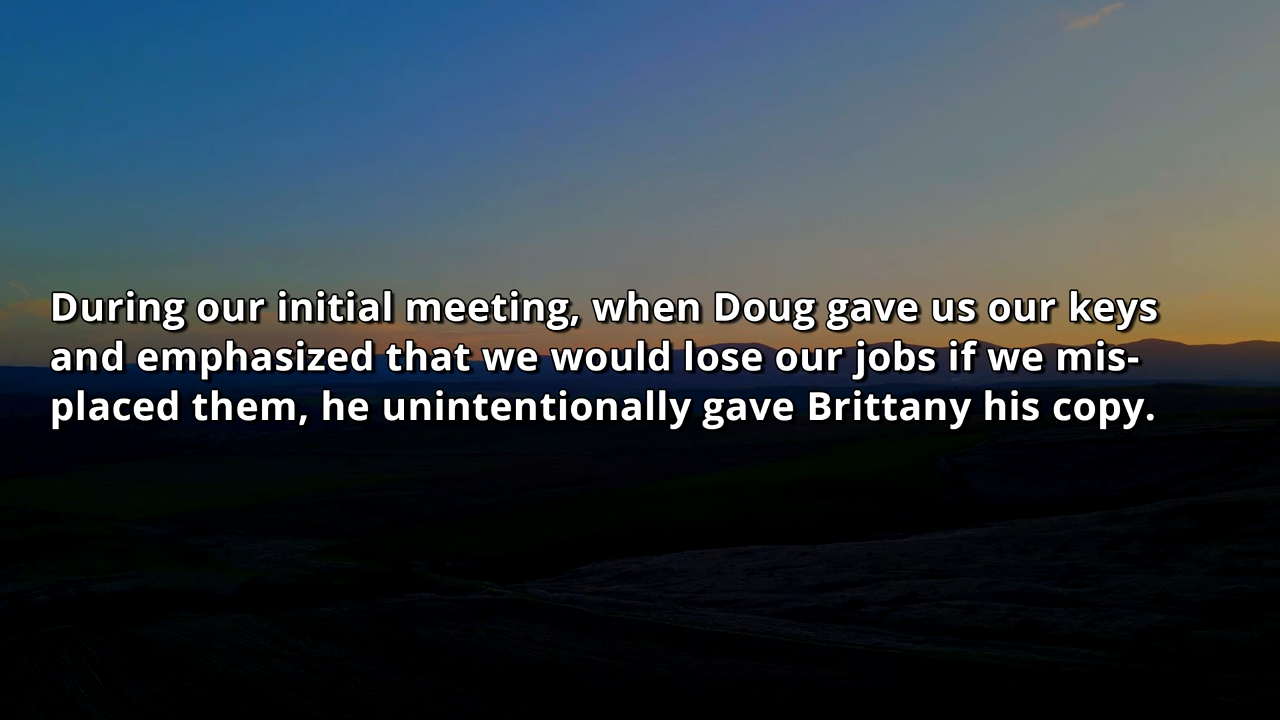 During our initial meeting, when Doug gave us our keys
and emphasized that we would lose our jobs if we mis-
placed them, he unintentionally gave Brittany his copy.